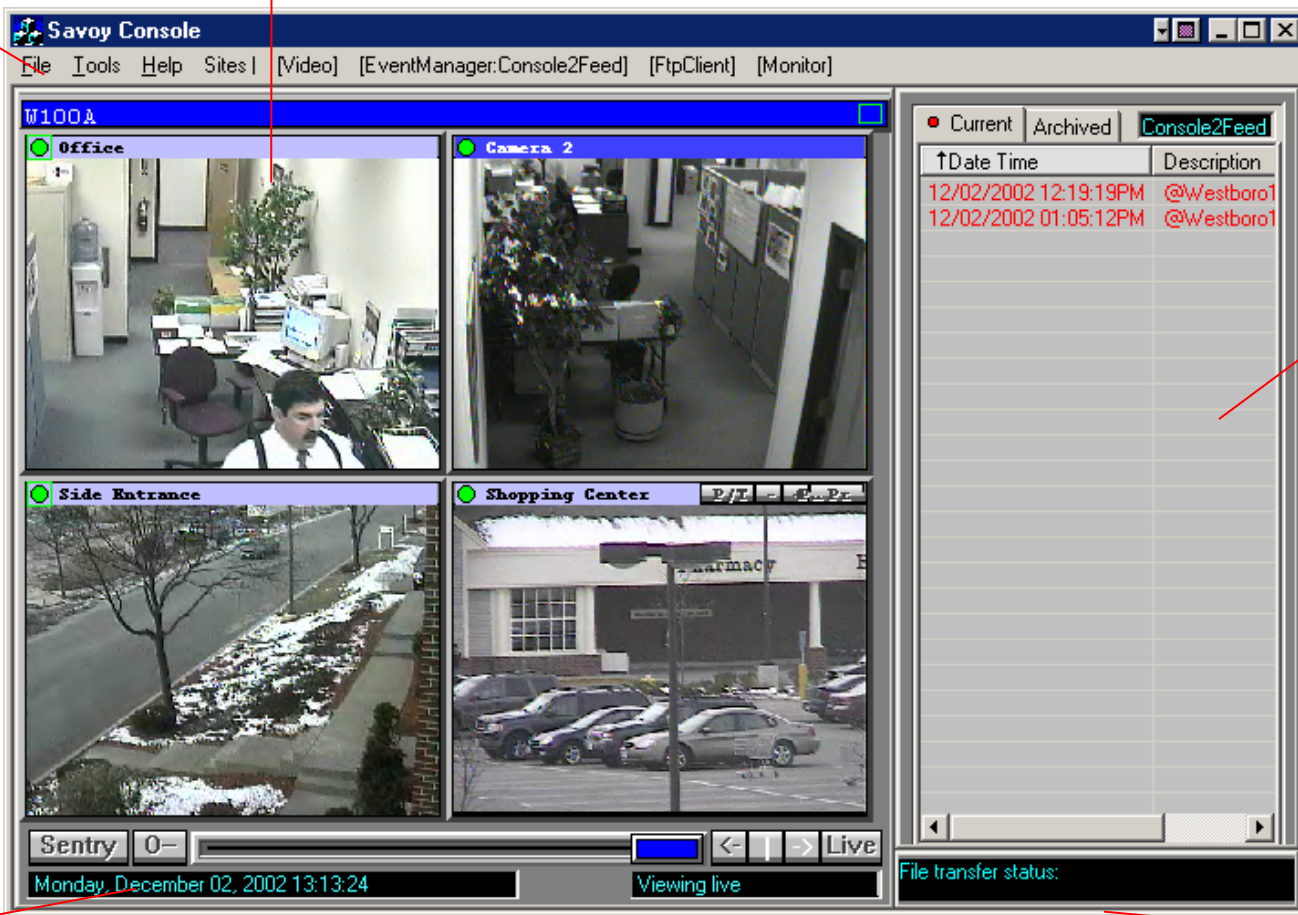 Savoy Console
File Tools Help Sites | [Video] [EventManager:Console2Feed] [FtpClient] [Monitor]
W100A
Office
Camera 2
Side Entrance
Shopping Center P/T -
Pharmacy
Sentry O- <- | -> Live
Monday, December 02, 2002 13:13:24
Viewing live
Current Archived Console2Feed
↑Date Time Description
12/02/2002 12:19:19PM @Westboro1
12/02/2002 01:05:12PM @Westboro1
File transfer status: